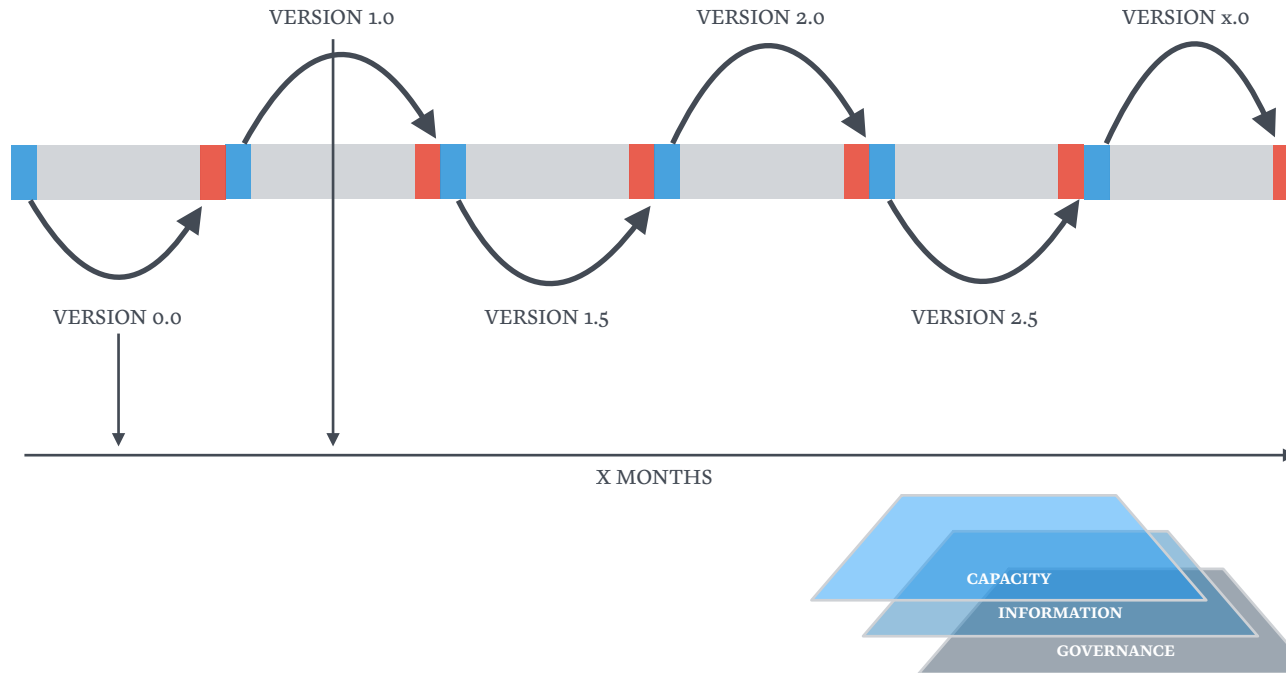 VERSION 1.0
VERSION 2.0
VERSION x.0
VERSION 0.0
VERSION 1.5
VERSION 2.5
X MONTHS
CAPACITY
INFORMATION
GOVERNANCE